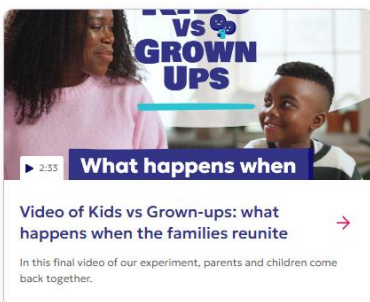 KIDS
VS
GROWN
UPS
2:33
What happens when
Video of Kids vs Grown-ups: what
happens when the families reunite
In this final video of our experiment, parents and children come
back together.